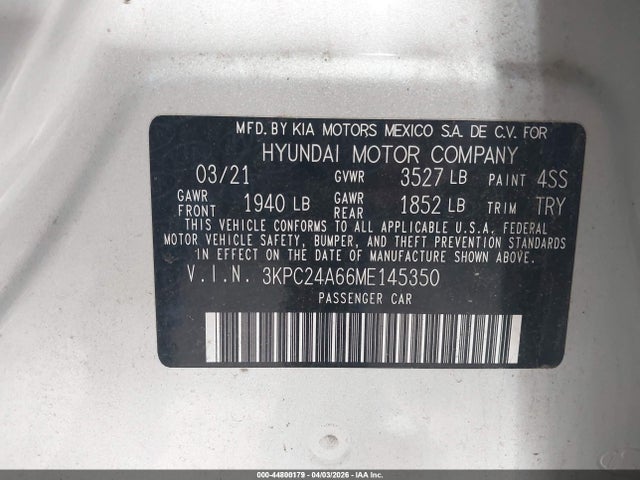 MFD. BY KIA MOTORS MEXICO S.A. DE C.V. FOR
HYUNDAI MOTOR COMPANY
03/21 GVWR 3527 LB PAINT 4SS
GAWR FRONT 1940 LB GAWR REAR 1852 LB TRIM TRY
THIS VEHICLE CONFORMS TO ALL APPLICABLE U.S.A. FEDERAL
MOTOR VEHICLE SAFETY, BUMPER, AND THEFT PREVENTION STANDARDS
IN EFFECT ON THE DATE OF MANUFACTURE SHOWN ABOVE.
V.I.N. 3KPC24A66ME145350
PASSENGER CAR
000-44800179 - 04/03/2026 - IAA Inc.